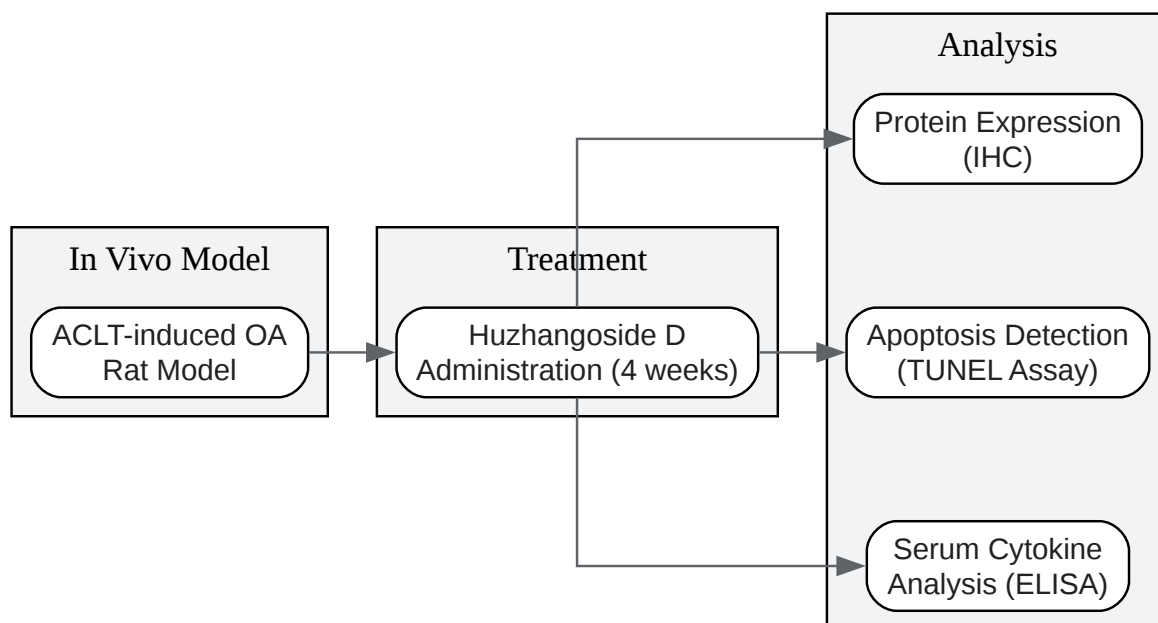 In Vivo Model
ACLT-induced OA
Rat Model
Treatment
Huzhangoside D
Administration (4 weeks)
Analysis
Protein Expression
(IHC)
Apoptosis Detection
(TUNEL Assay)
Serum Cytokine
Analysis (ELISA)